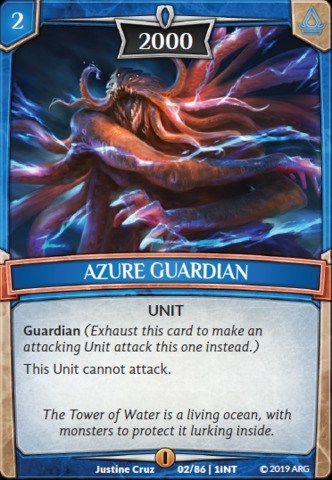 2
2000
AZURE GUARDIAN
UNIT
Guardian (Exhaust this card to make an
attacking Unit attack this one instead.)
This Unit cannot attack.
The Tower of Water is a living ocean, with
monsters to protect it lurking inside.
I
Justine Cruz 02/86 | 1INT © 2019 ARG